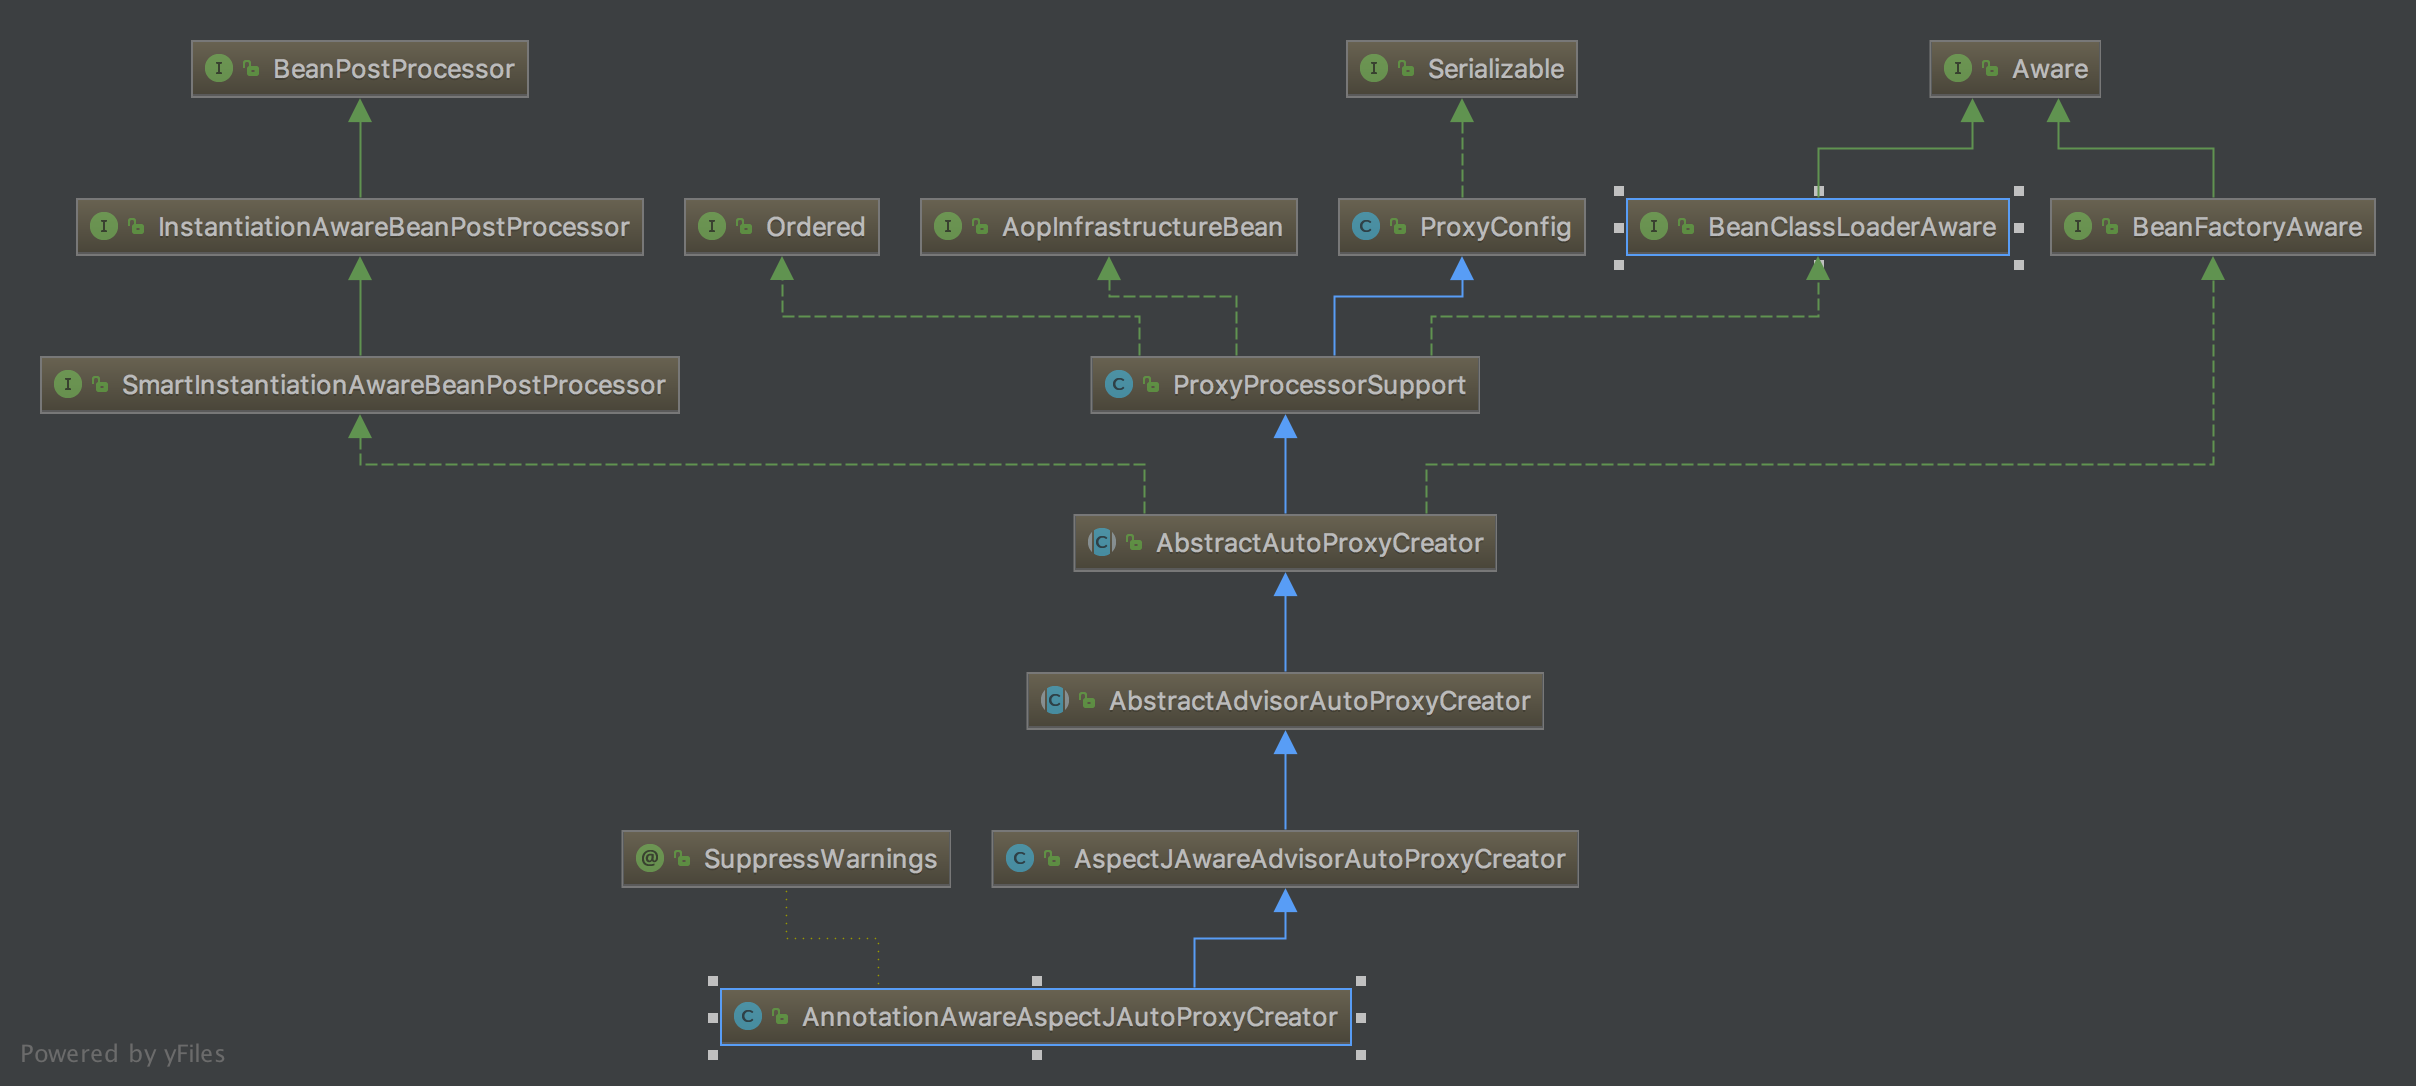 BeanPostProcessor
Serializable
Aware
InstantiationAwareBeanPostProcessor
Ordered
AopInfrastructureBean
ProxyConfig
BeanClassLoaderAware
BeanFactoryAware
SmartInstantiationAwareBeanPostProcessor
ProxyProcessorSupport
AbstractAutoProxyCreator
AbstractAdvisorAutoProxyCreator
SuppressWarnings
AspectJAwareAdvisorAutoProxyCreator
AnnotationAwareAspectJAutoProxyCreator
Powered by yFiles